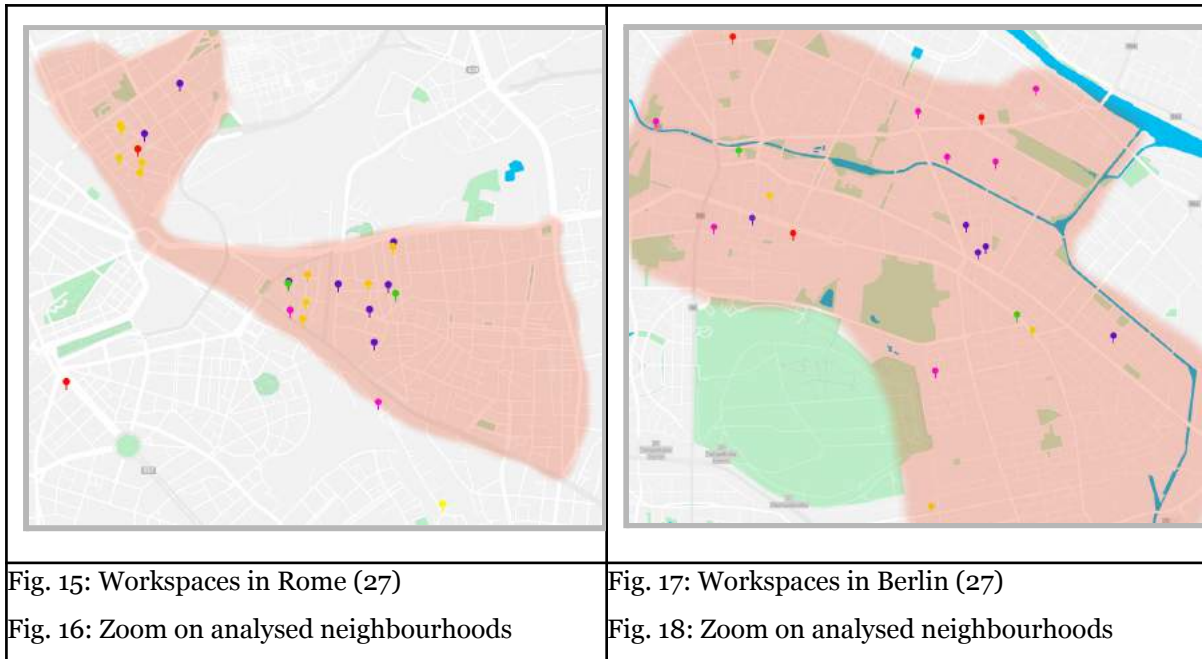 Fig. 15: Workspaces in Rome (27)
Fig. 16: Zoom on analysed neighbourhoods
Fig. 17: Workspaces in Berlin (27)
Fig. 18: Zoom on analysed neighbourhoods